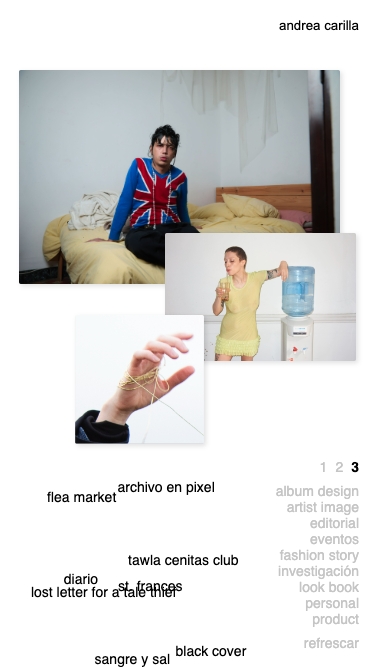 andrea carilla
1 2 3
archivo en pixel
flea market
album design
artist image
editorial
eventos
fashion story
investigación
look book
personal
product
tawla cenitas club
diario
st. frances
lost letter for a tale thief
refrescar
black cover
sangre y sal